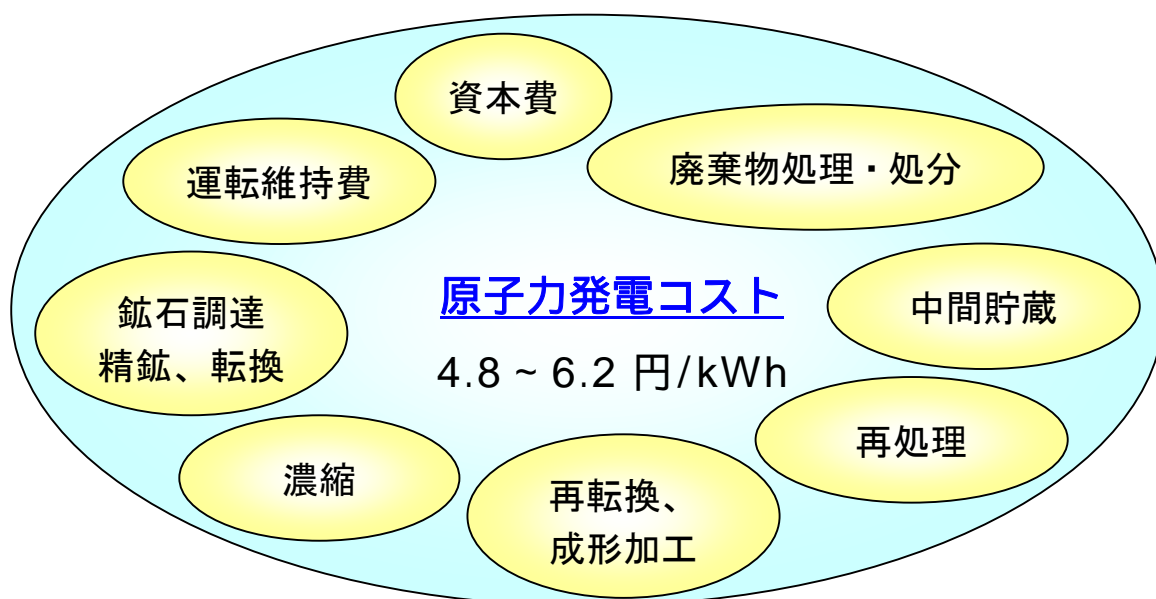 資本費
廃棄物処理・処分
運転維持費
原子力発電コスト
4.8 ~ 6.2 円/kWh
中間貯蔵
鉱石調達
精鉱、転換
再処理
濃縮
再転換、
成形加工